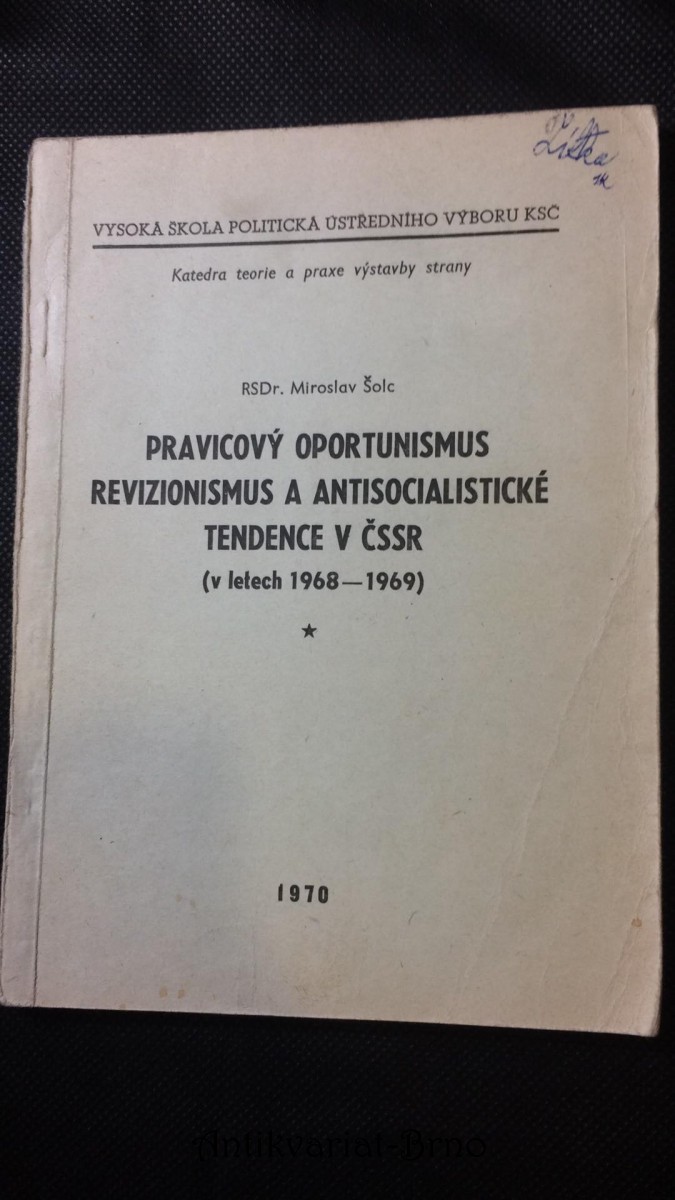 VYSOKÁ ŠKOLA POLITICKÁ ÚSTŘEDNÍHO VÝBORU KSČ
Katedra teorie a praxe výstavby strany
RSDr. Miroslav Šolc
PRAVICOVÝ OPORTUNISMUS
REVIZIONISMUS A ANTISOCIALISTICKÉ
TENDENCE V ČSSR
(v letech 1968—1969)
★
1970
Antikvariat-Brno